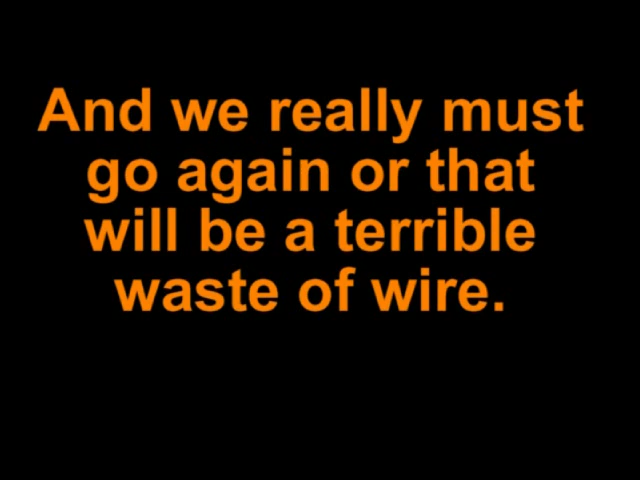 And we really must
go again or that
will be a terrible
waste of wire.